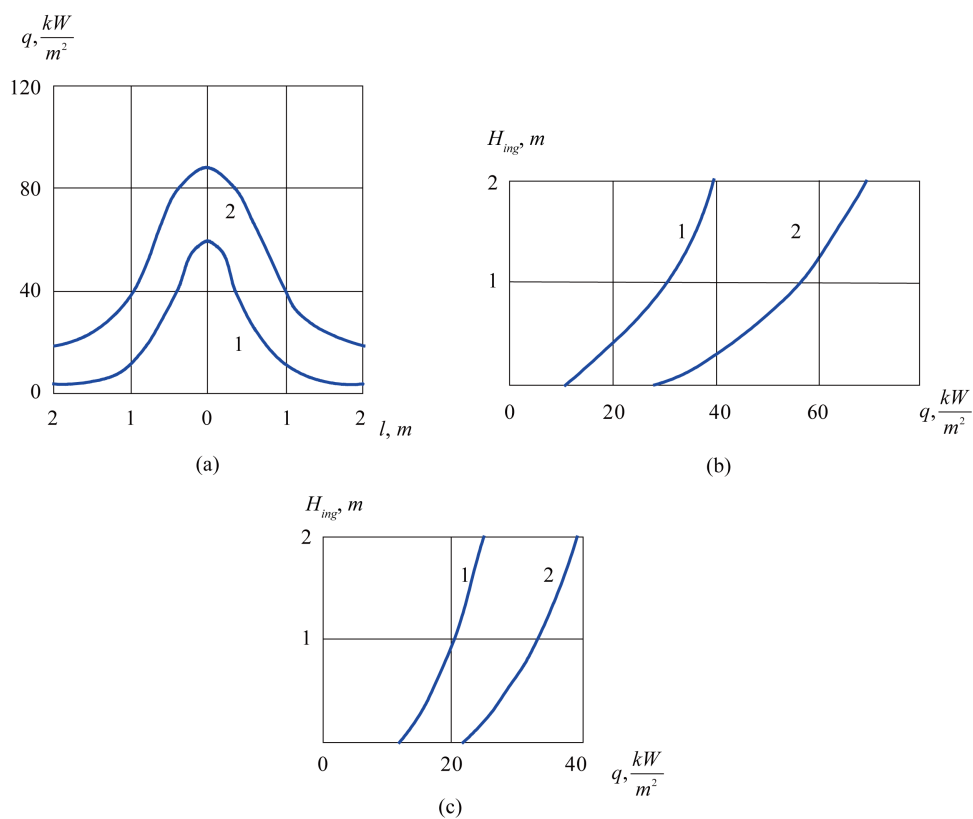 q, kW/m²
120
80
40
0
2 1 0 1 2 l, m
2
1
(a)
H_ing, m
2
1
0 20 40 60 q, kW/m²
1 2
(b)
H_ing, m
2
1
0 20 40 q, kW/m²
1 2
(c)